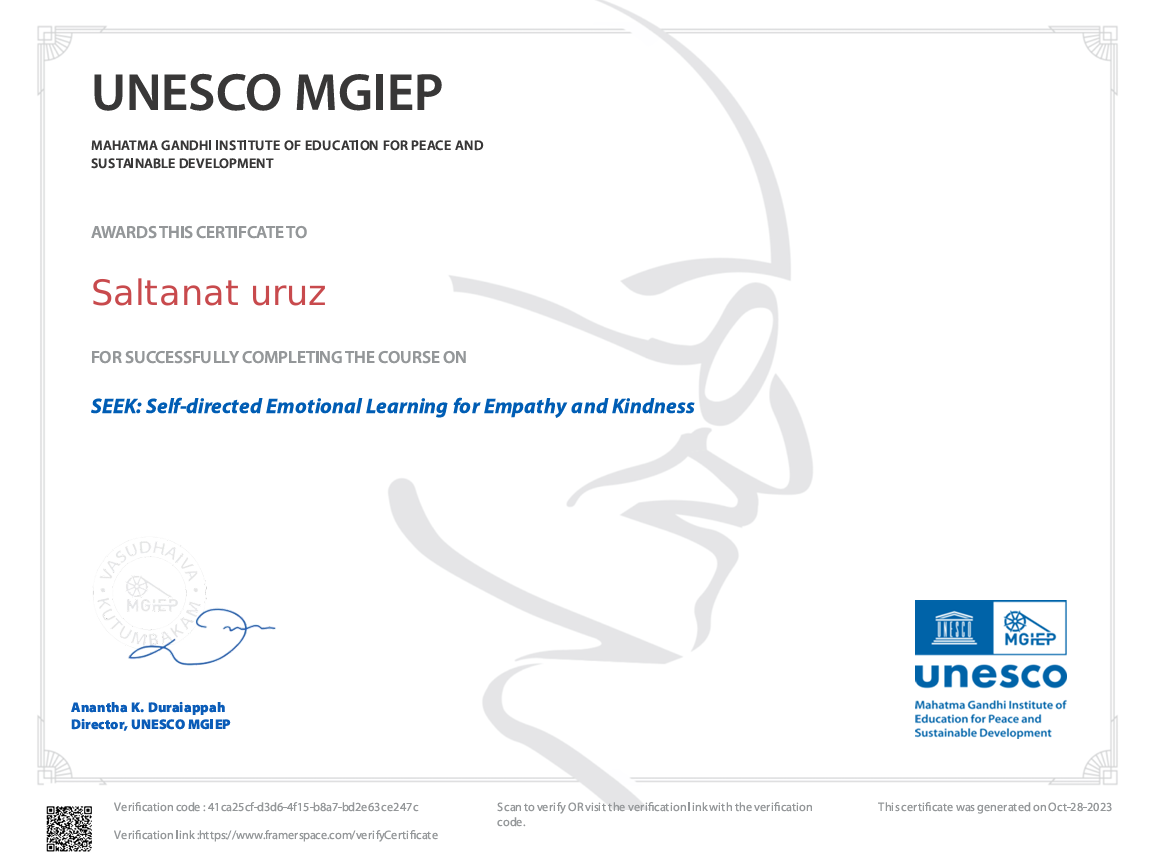 UNESCO MGIEP
MAHATMA GANDHI INSTITUTE OF EDUCATION FOR PEACE AND
SUSTAINABLE DEVELOPMENT
AWARDS THIS CERTIFCATE TO
Saltanat uruz
FOR SUCCESSFULLY COMPLETING THE COURSE ON
SEEK: Self-directed Emotional Learning for Empathy and Kindness
VASUDHAIVA
MGIEP
KUTUMBAKAM
Anantha K. Duraiappah
Director, UNESCO MGIEP
UNESCO
MGIEP
unesco
Mahatma Gandhi Institute of
Education for Peace and
Sustainable Development
Verification code : 41ca25cf-d3d6-4f15-b8a7-bd2e63ce247c
Verification link :https://www.framerspace.com/verifyCertificate
Scan to verify OR visit the verification link with the verification
code.
This certificate was generated on Oct-28-2023